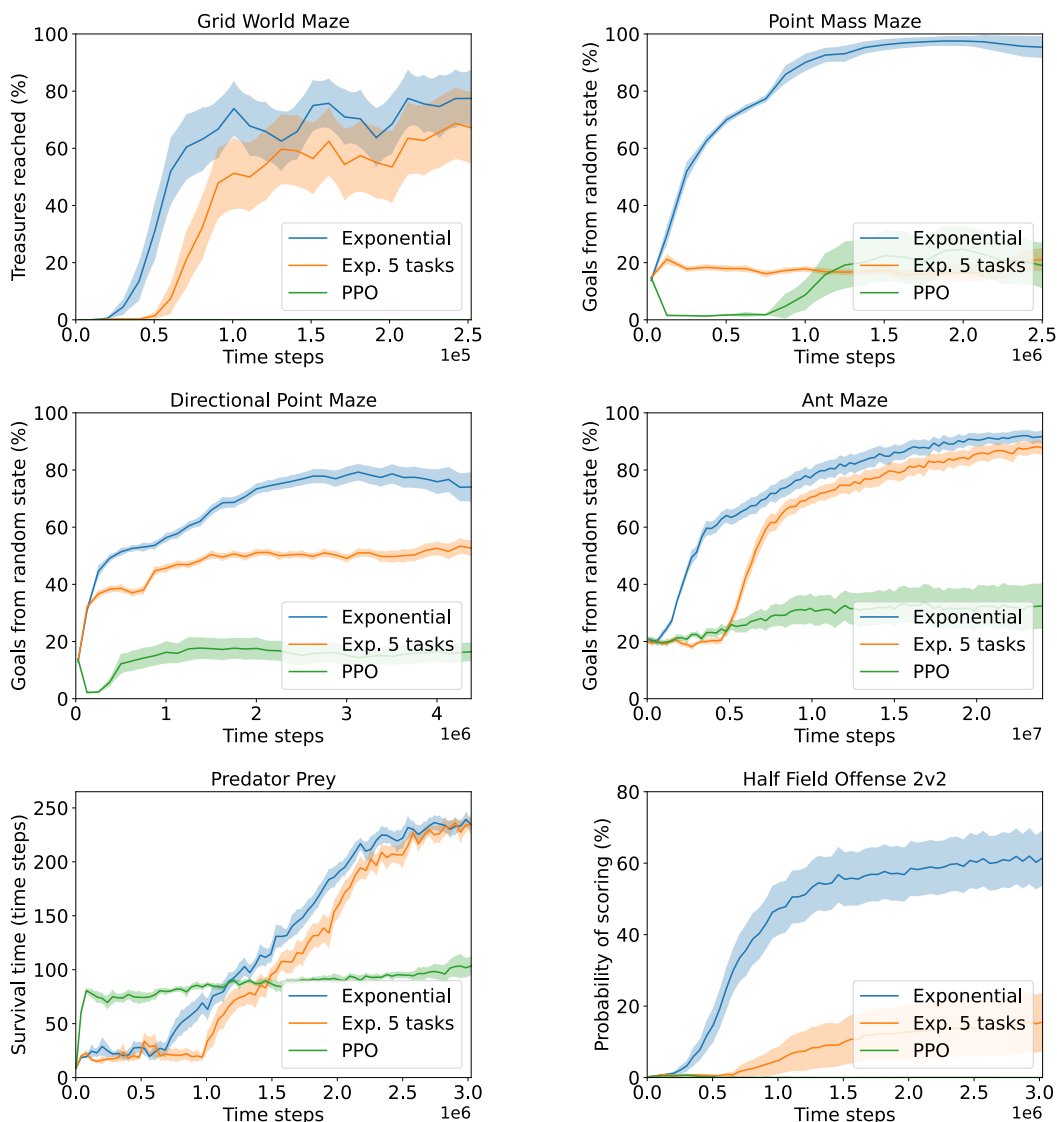 Grid World Maze
Treasures reached (%)
100
80
60
40
20
0
0.0 0.5 1.0 1.5 2.0 2.5
1e5
Time steps
Exponential
Exp. 5 tasks
PPO
Point Mass Maze
Goals from random state (%)
100
80
60
40
20
0
0.0 0.5 1.0 1.5 2.0 2.5
1e6
Time steps
Exponential
Exp. 5 tasks
PPO
Directional Point Maze
Goals from random state (%)
100
80
60
40
20
0
0 1 2 3 4
1e6
Time steps
Exponential
Exp. 5 tasks
PPO
Ant Maze
Goals from random state (%)
100
80
60
40
20
0
0.0 0.5 1.0 1.5 2.0
1e7
Time steps
Exponential
Exp. 5 tasks
PPO
Predator Prey
Survival time (time steps)
250
200
150
100
50
0
0.0 0.5 1.0 1.5 2.0 2.5 3.0
1e6
Time steps
Exponential
Exp. 5 tasks
PPO
Half Field Offense 2v2
Probability of scoring (%)
80
60
40
20
0
0.0 0.5 1.0 1.5 2.0 2.5 3.0
1e6
Time steps
Exponential
Exp. 5 tasks
PPO